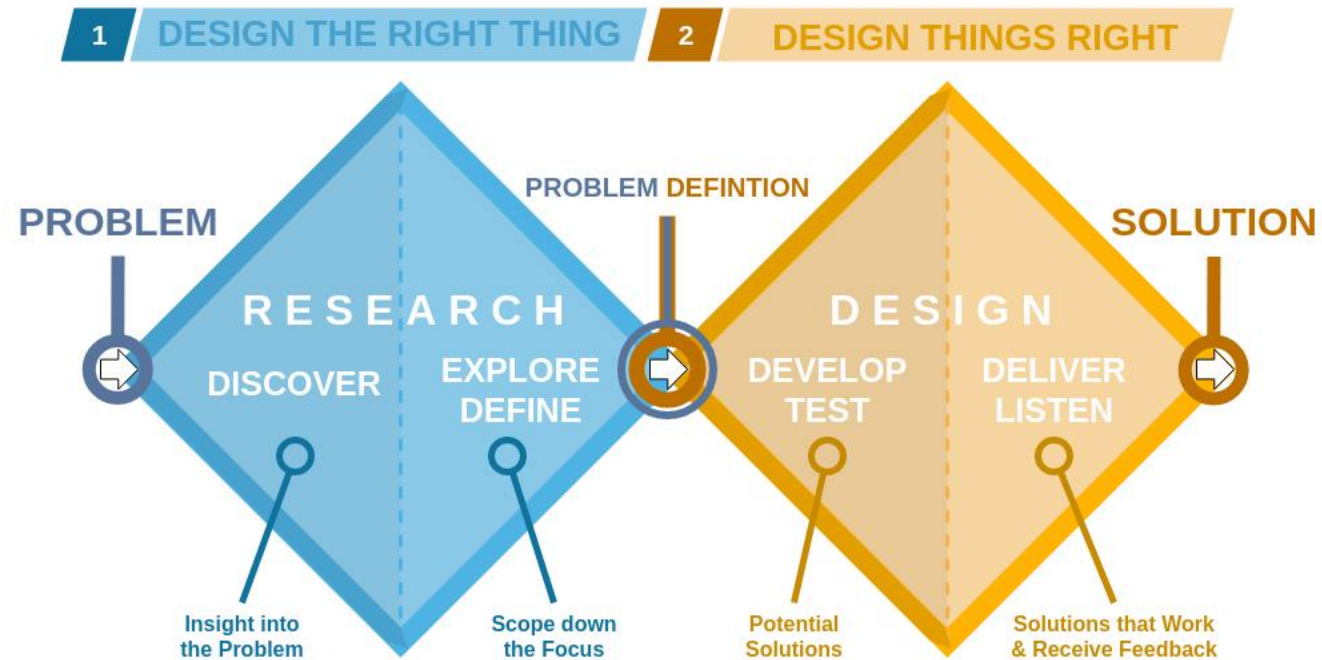 1 DESIGN THE RIGHT THING
2 DESIGN THINGS RIGHT
PROBLEM DEFINTION
PROBLEM
SOLUTION
RESEARCH
DESIGN
DISCOVER
EXPLORE
DEFINE
DEVELOP
TEST
DELIVER
LISTEN
Insight into
the Problem
Scope down
the Focus
Potential
Solutions
Solutions that Work
& Receive Feedback